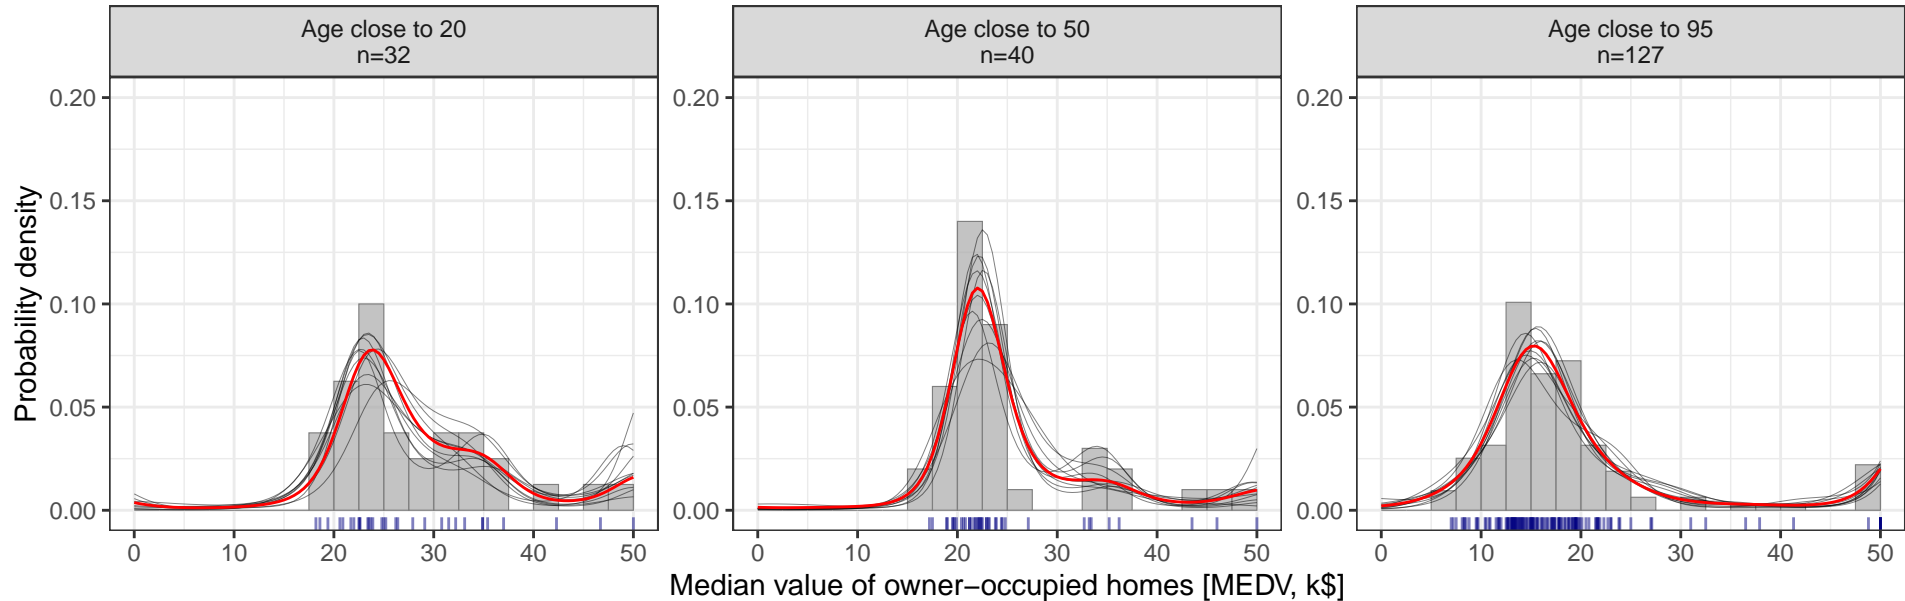 Age close to 20
n=32
Age close to 50
n=40
Age close to 95
n=127
Probability density
0.20
0.15
0.10
0.05
0.00
0.20
0.15
0.10
0.05
0.00
0.20
0.15
0.10
0.05
0.00
0 10 20 30 40 50
0 10 20 30 40 50
0 10 20 30 40 50
Median value of owner−occupied homes [MEDV, k$]